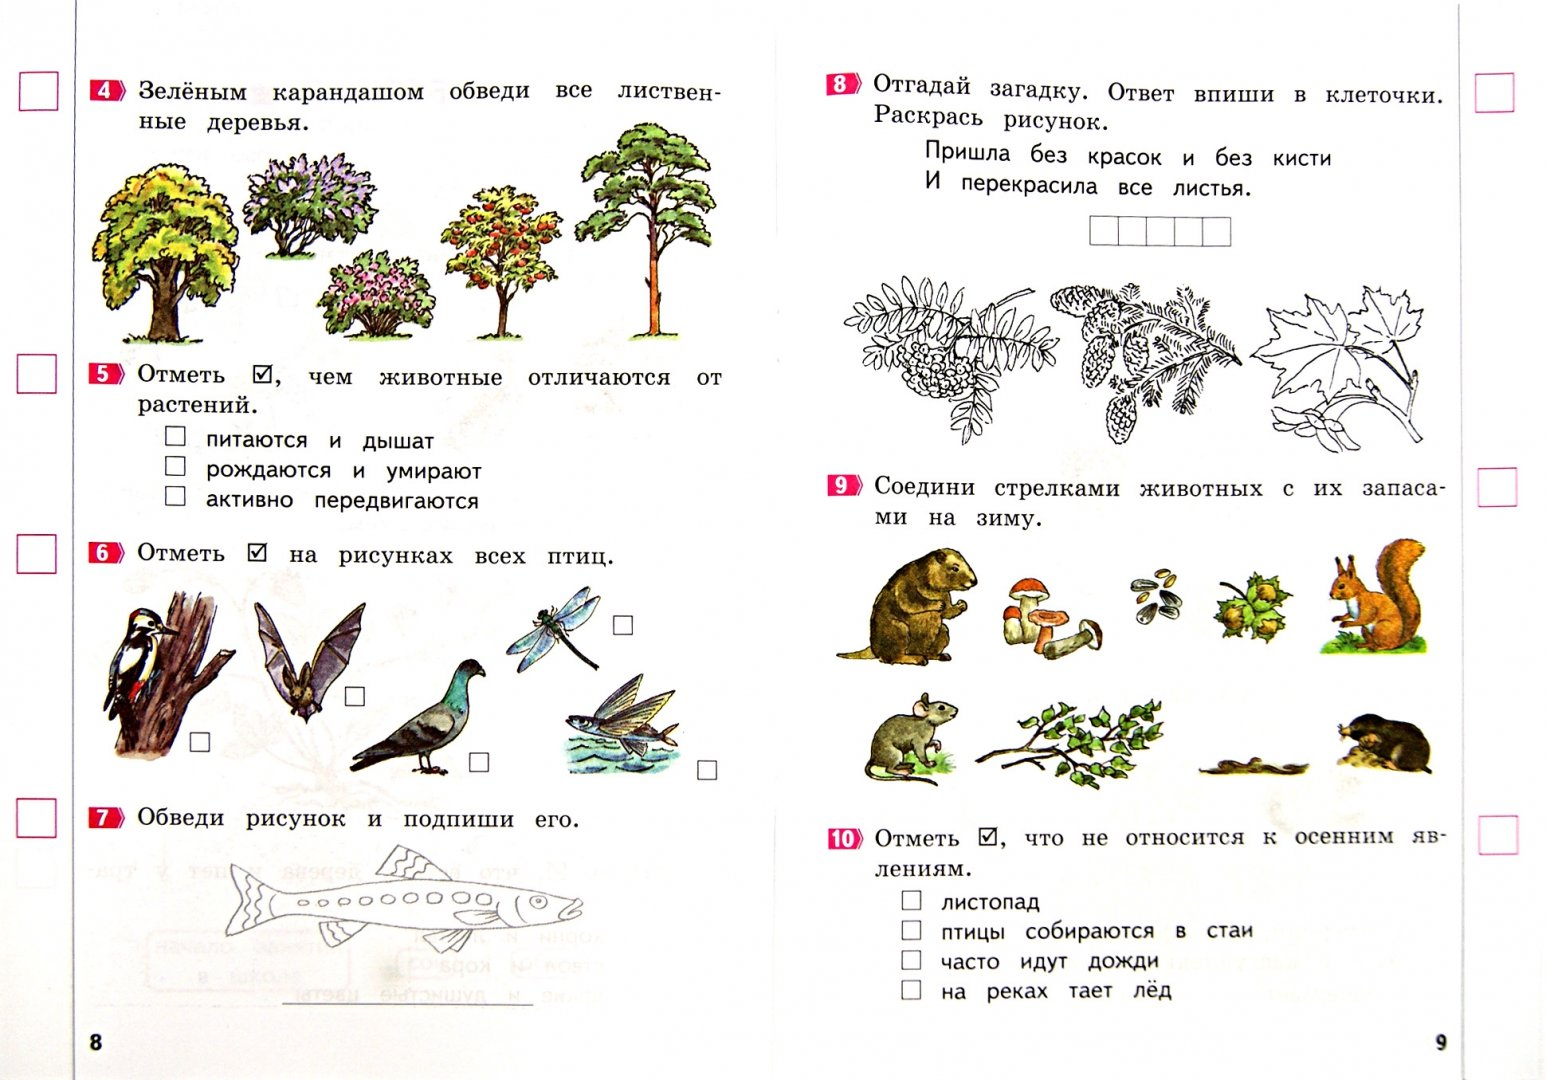 4 Зелёным карандашом обведи все листвен-
ные деревья.
5 Отметь ☑, чем животные отличаются от
растений.
☐ питаются и дышат
☐ рождаются и умирают
☐ активно передвигаются
6 Отметь ☑ на рисунках всех птиц.
7 Обведи рисунок и подпиши его.
8
8 Отгадай загадку. Ответ впиши в клеточки.
Раскрась рисунок.
Пришла без красок и без кисти
И перекрасила все листья.
9 Соедини стрелками животных с их запаса-
ми на зиму.
10 Отметь ☑, что не относится к осенним яв-
лениям.
☐ листопад
☐ птицы собираются в стаи
☐ часто идут дожди
☐ на реках тает лёд
9